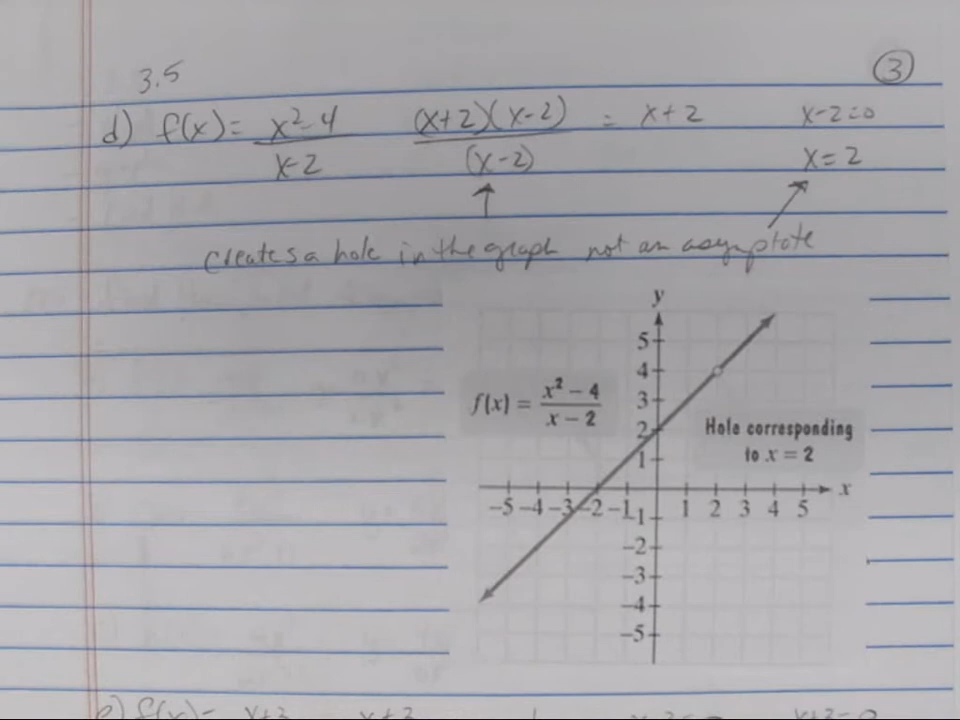 3.5
③
d) f(x) = x²-4 / x-2    (x+2)(x-2) / (x-2) = x+2    x-2=0
x=2
creates a hole in the graph not an asymptote
y
5
4
3
2
1
f(x) = x² − 4 / x − 2
Hole corresponding
to x = 2
−5 −4 −3 −2 −1 1 2 3 4 5 x
−1
−2
−3
−4
−5
b) f(x) = x+2 x+2